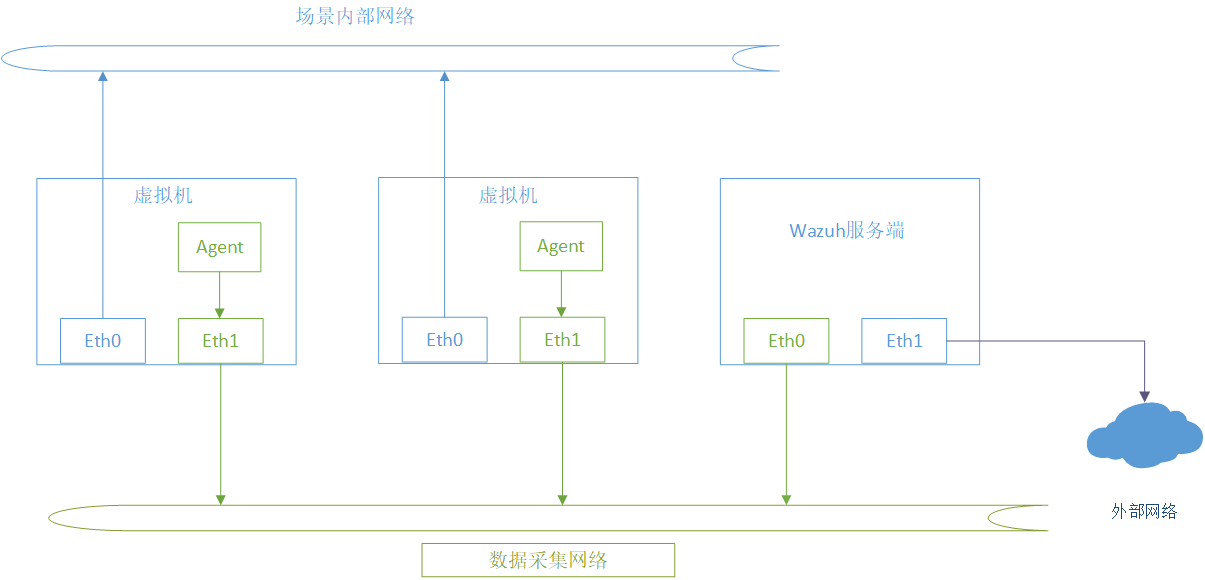 场景内部网络
虚拟机
Agent
Eth0
Eth1
虚拟机
Agent
Eth0
Eth1
Wazuh服务端
Eth0
Eth1
外部网络
数据采集网络